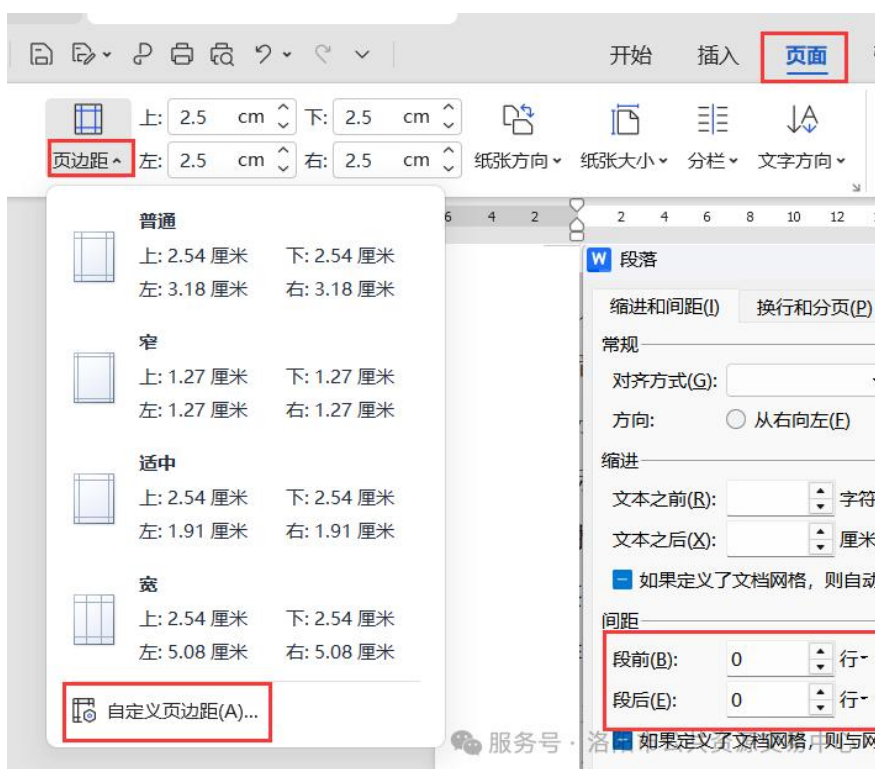 开始 插入 页面
上: 2.5 cm 下: 2.5 cm
页边距 左: 2.5 cm 右: 2.5 cm 纸张方向 纸张大小 分栏 文字方向
普通
上: 2.54 厘米 下: 2.54 厘米
左: 3.18 厘米 右: 3.18 厘米
窄
上: 1.27 厘米 下: 1.27 厘米
左: 1.27 厘米 右: 1.27 厘米
适中
上: 2.54 厘米 下: 2.54 厘米
左: 1.91 厘米 右: 1.91 厘米
宽
上: 2.54 厘米 下: 2.54 厘米
左: 5.08 厘米 右: 5.08 厘米
自定义页边距(A)...
6 4 2 2 4 6 8 10 12
W 段落
缩进和间距(I) 换行和分页(P)
常规
对齐方式(G):
方向: 从右向左(F)
缩进
文本之前(R): 字符
文本之后(X): 厘米
如果定义了文档网格，则自动
间距
段前(B): 0 行
段后(E): 0 行
如果定义了文档网格，则与网
服务号 · 洛